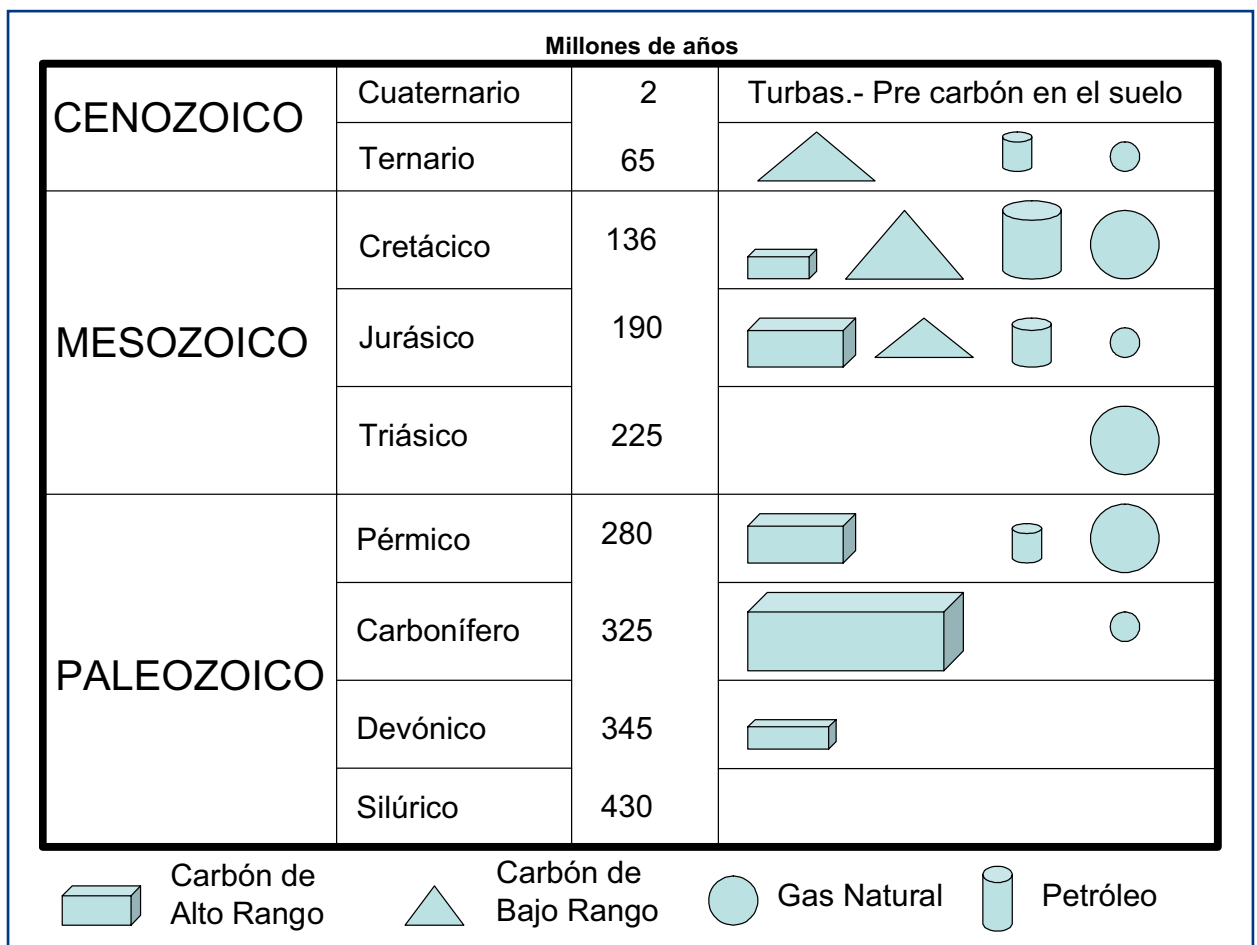 Millones de años
CENOZOICO
Cuaternario
2
Turbas.- Pre carbón en el suelo
Ternario
65
MESOZOICO
Cretácico
136
Jurásico
190
Triásico
225
PALEOZOICO
Pérmico
280
Carbonífero
325
Devónico
345
Silúrico
430
Carbón de
Alto Rango
Carbón de
Bajo Rango
Gas Natural
Petróleo